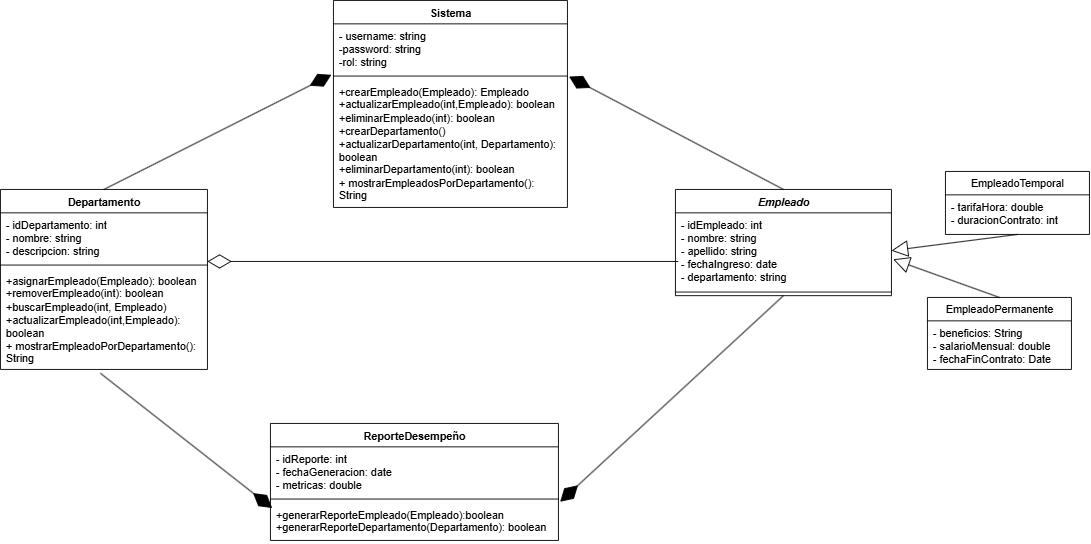 Sistema
- username: string
-password: string
-rol: string
+crearEmpleado(Empleado): Empleado
+actualizarEmpleado(int,Empleado): boolean
+eliminarEmpleado(int): boolean
+crearDepartamento()
+actualizarDepartamento(int, Departamento):
boolean
+eliminarDepartamento(int): boolean
+ mostrarEmpleadosPorDepartamento():
String
Departamento
- idDepartamento: int
- nombre: string
- descripcion: string
+asignarEmpleado(Empleado): boolean
+removerEmpleado(int): boolean
+buscarEmpleado(int, Empleado)
+actualizarEmpleado(int,Empleado):
boolean
+ mostrarEmpleadoPorDepartamento():
String
Empleado
- idEmpleado: int
- nombre: string
- apellido: string
- fechaIngreso: date
- departamento: string
EmpleadoTemporal
- tarifaHora: double
- duracionContrato: int
EmpleadoPermanente
- beneficios: String
- salarioMensual: double
- fechaFinContrato: Date
ReporteDesempeño
- idReporte: int
- fechaGeneracion: date
- metricas: double
+generarReporteEmpleado(Empleado):boolean
+generarReporteDepartamento(Departamento): boolean